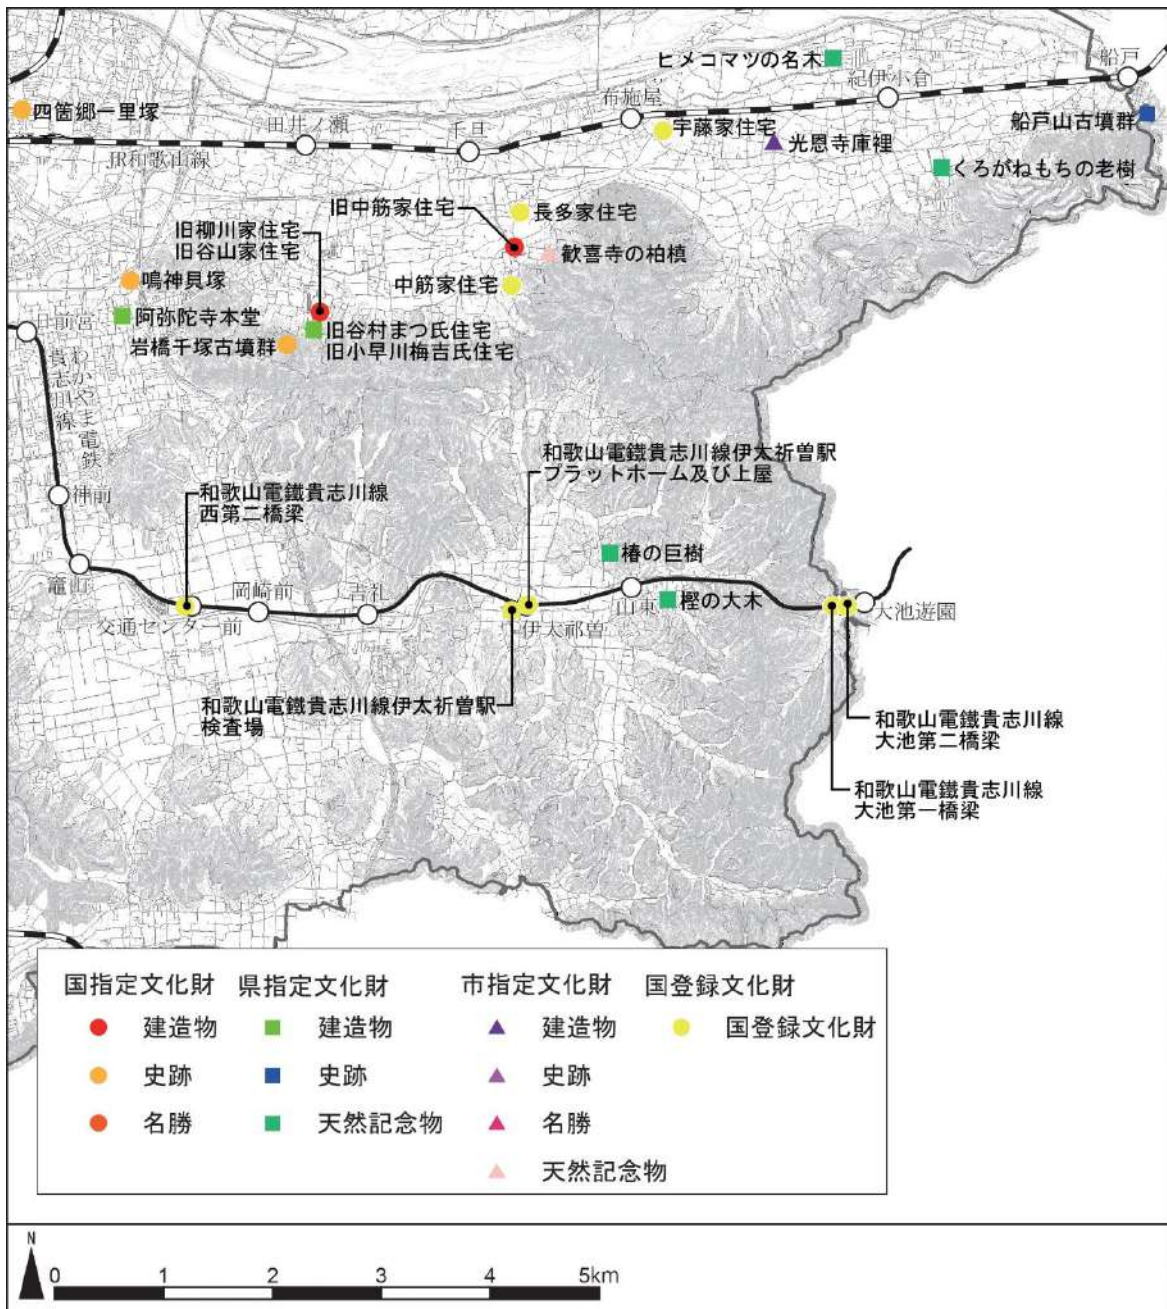 ヒメコマツの名木
船戸
紀伊小倉
四箇郷一里塚
布施屋
宇藤家住宅
船戸山古墳群
田井ノ瀬
千旦
光恩寺庫裡
JR和歌山線
くろがねもちの老樹
旧中筋家住宅
長多家住宅
旧柳川家住宅
旧谷山家住宅
歓喜寺の柏槙
鳴神貝塚
中筋家住宅
阿弥陀寺本堂
日前宮
旧谷村まつ氏住宅
旧小早川梅吉氏住宅
岩橋千塚古墳群
わかやま電鉄
貴志川線
和歌山電鐵貴志川線伊太祈曽駅
プラットホーム及び上屋
神前
和歌山電鐵貴志川線
西第二橋梁
椿の巨樹
竈山
岡崎前
吉礼
山東
樫の大木
交通センター前
伊太祁曽
大池遊園
和歌山電鐵貴志川線伊太祈曽駅
検査場
和歌山電鐵貴志川線
大池第二橋梁
和歌山電鐵貴志川線
大池第一橋梁
国指定文化財
建造物
史跡
名勝
県指定文化財
建造物
史跡
天然記念物
市指定文化財
建造物
史跡
名勝
天然記念物
国登録文化財
国登録文化財
N
0 1 2 3 4 5km